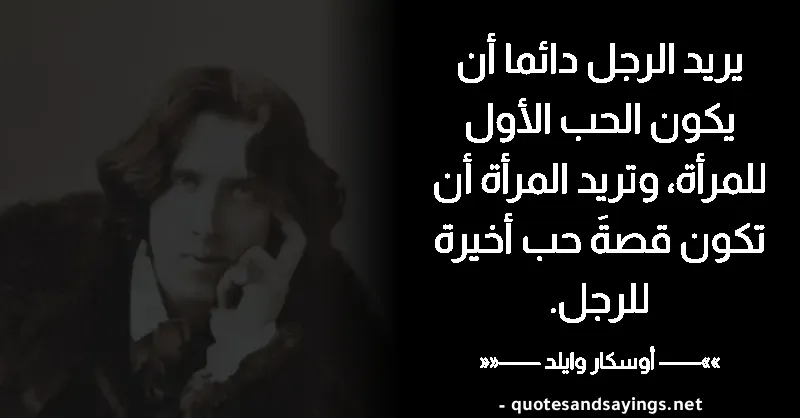 يريد الرجل دائما أن
يكون الحب الأول
للمرأة، وتريد المرأة أن
تكون قصةَ حب أخيرة
للرجل.
»»—— أوسكار وايلد ——««
- quotesandsayings.net